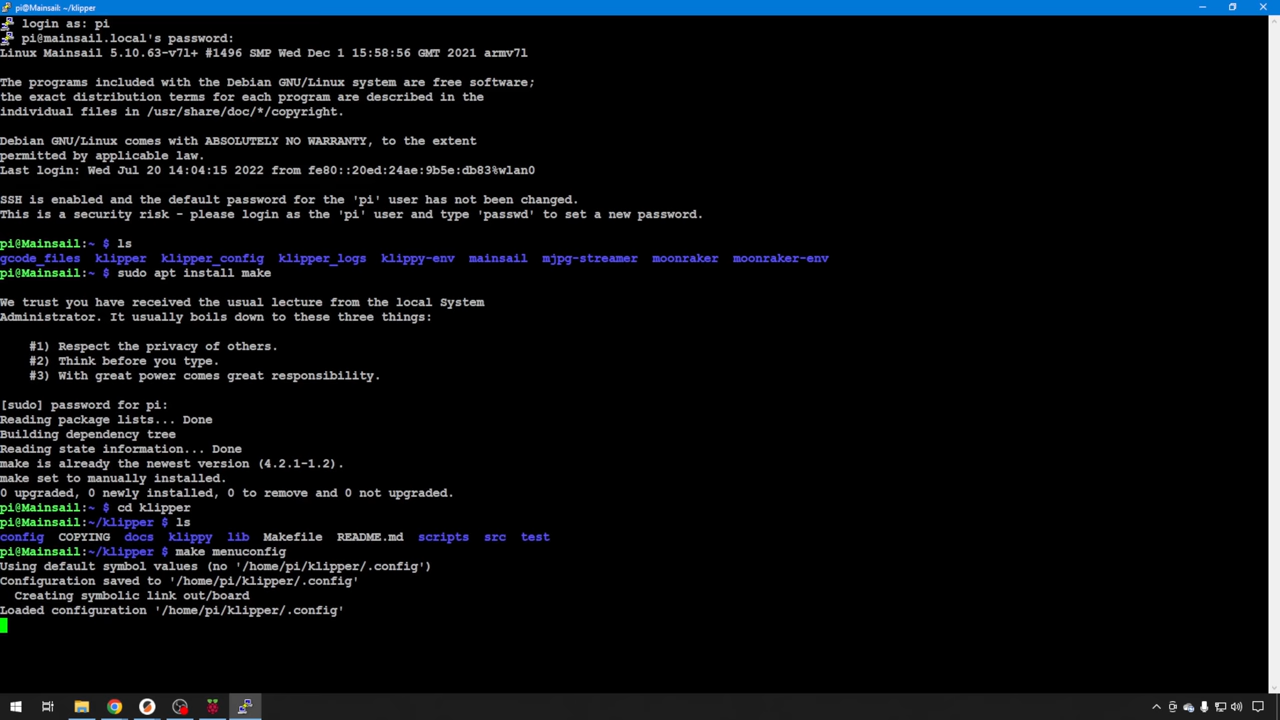 pi@Mainsail: ~/klipper
login as: pi
pi@mainsail.local's password:
Linux Mainsail 5.10.63-v7l+ #1496 SMP Wed Dec 1 15:58:56 GMT 2021 armv7l
The programs included with the Debian GNU/Linux system are free software;
the exact distribution terms for each program are described in the
individual files in /usr/share/doc/*/copyright.
Debian GNU/Linux comes with ABSOLUTELY NO WARRANTY, to the extent
permitted by applicable law.
Last login: Wed Jul 20 14:04:15 2022 from fe80::20ed:24ae:9b5e:db83%wlan0
SSH is enabled and the default password for the 'pi' user has not been changed.
This is a security risk - please login as the 'pi' user and type 'passwd' to set a new password.
pi@Mainsail:~ $ ls
gcode_files  klipper  klipper_config  klipper_logs  klippy-env  mainsail  mjpg-streamer  moonraker  moonraker-env
pi@Mainsail:~ $ sudo apt install make
We trust you have received the usual lecture from the local System
Administrator. It usually boils down to these three things:
#1) Respect the privacy of others.
#2) Think before you type.
#3) With great power comes great responsibility.
[sudo] password for pi:
Reading package lists... Done
Building dependency tree
Reading state information... Done
make is already the newest version (4.2.1-1.2).
make set to manually installed.
0 upgraded, 0 newly installed, 0 to remove and 0 not upgraded.
pi@Mainsail:~ $ cd klipper
pi@Mainsail:~/klipper $ ls
config  COPYING  docs  klippy  lib  Makefile  README.md  scripts  src  test
pi@Mainsail:~/klipper $ make menuconfig
Using default symbol values (no '/home/pi/klipper/.config')
Configuration saved to '/home/pi/klipper/.config'
Creating symbolic link out/board
Loaded configuration '/home/pi/klipper/.config'